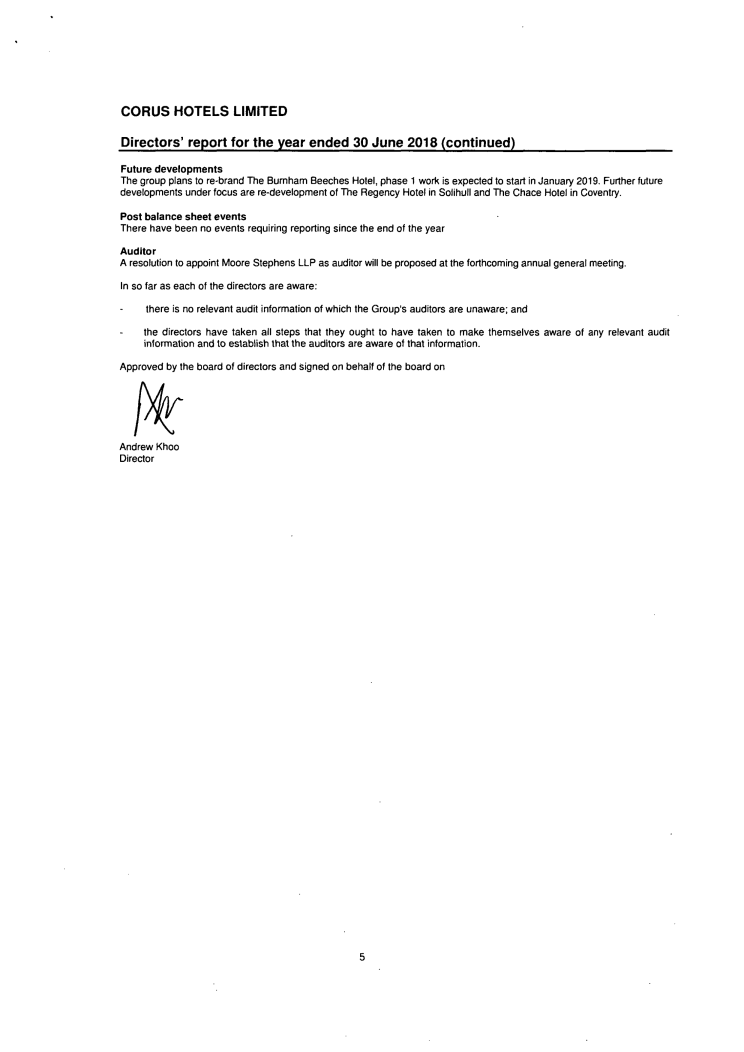 CORUS HOTELS LIMITED
Directors' report for the year ended 30 June 2018 (continued)
Future developments
The group plans to re-brand The Burnham Beeches Hotel, phase 1 work is expected to start in January 2019. Further future
developments under focus are re-development of The Regency Hotel in Solihull and The Chace Hotel in Coventry.
Post balance sheet events
There have been no events requiring reporting since the end of the year
Auditor
A resolution to appoint Moore Stephens LLP as auditor will be proposed at the forthcoming annual general meeting.
In so far as each of the directors are aware:
- there is no relevant audit information of which the Group's auditors are unaware; and
- the directors have taken all steps that they ought to have taken to make themselves aware of any relevant audit
information and to establish that the auditors are aware of that information.
Approved by the board of directors and signed on behalf of the board on
Andrew Khoo
Director
5